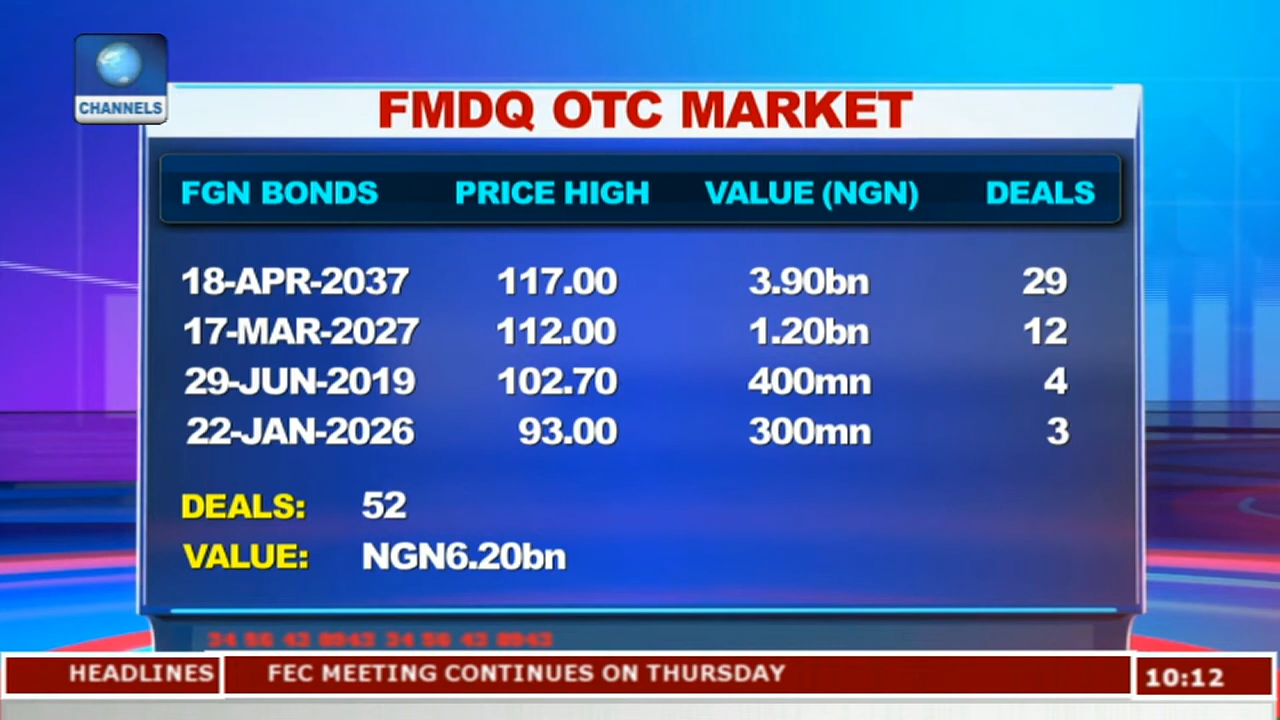 CHANNELS
FMDQ OTC MARKET
FGN BONDS PRICE HIGH VALUE (NGN) DEALS
18-APR-2037 117.00 3.90bn 29
17-MAR-2027 112.00 1.20bn 12
29-JUN-2019 102.70 400mn 4
22-JAN-2026 93.00 300mn 3
DEALS: 52
VALUE: NGN6.20bn
HEADLINES FEC MEETING CONTINUES ON THURSDAY 10:12